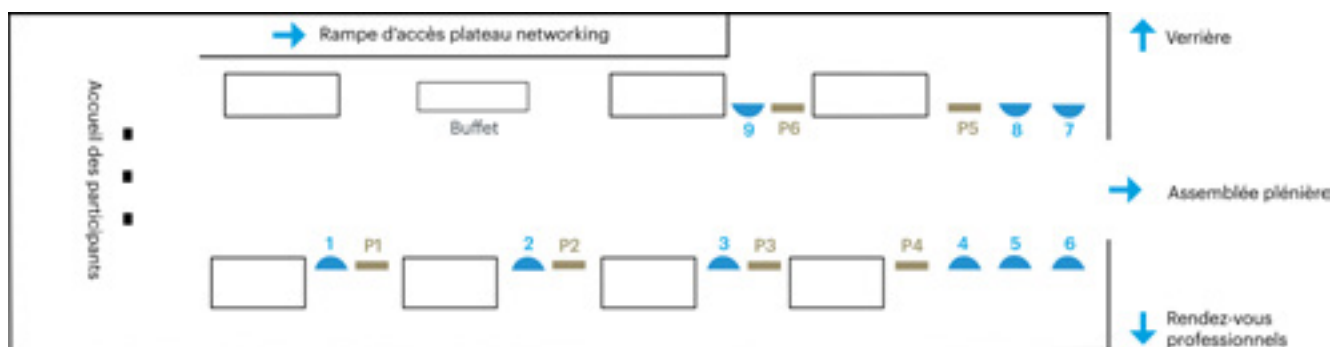 Rampe d'accès plateau networking
Verrière
Accueil des participants
Buffet
9 P6 P5 8 7
Assemblée plénière
1 P1 2 P2 3 P3 P4 4 5 6
Rendez-vous
professionnels